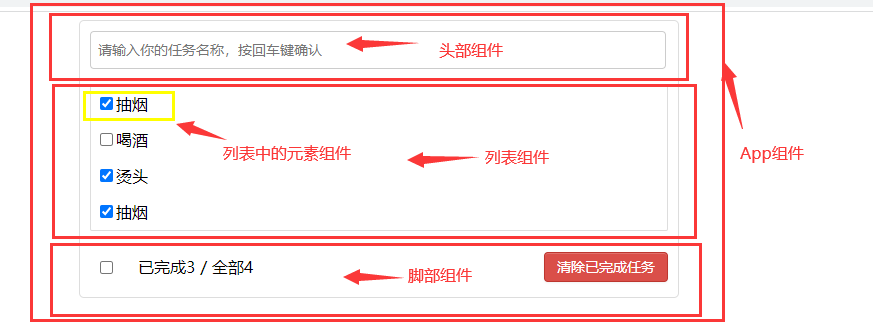 请输入你的任务名称，按回车键确认
头部组件
抽烟
喝酒
列表中的元素组件
列表组件
App组件
烫头
抽烟
已完成3 / 全部4
清除已完成任务
脚部组件